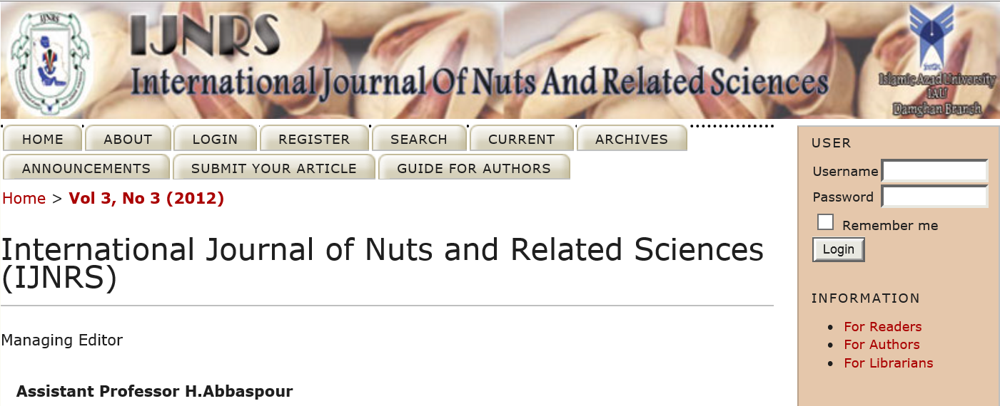 IJNRS
IJNRS
International Journal Of Nuts And Related Sciences
Islamic Azad University
IAU
Damghan Bransh
HOME ABOUT LOGIN REGISTER SEARCH CURRENT ARCHIVES
ANNOUNCEMENTS SUBMIT YOUR ARTICLE GUIDE FOR AUTHORS
Home > Vol 3, No 3 (2012)
International Journal of Nuts and Related Sciences
(IJNRS)
Managing Editor
Assistant Professor H.Abbaspour
USER
Username
Password
Remember me
Login
INFORMATION
For Readers
For Authors
For Librarians